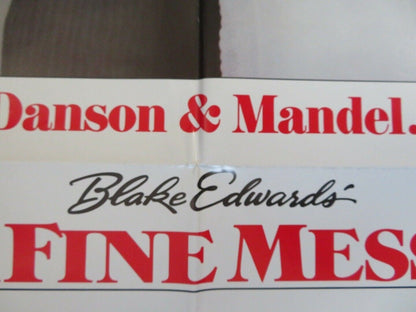 Danson & Mandel.
Blake Edwards'
A FINE MESS